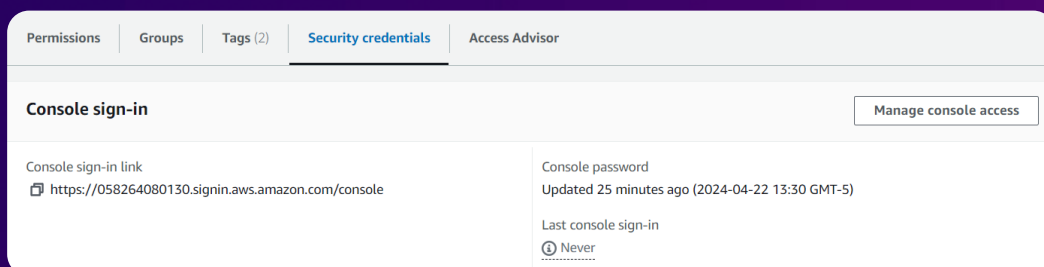 Permissions
Groups
Tags (2)
Security credentials
Access Advisor
Console sign-in
Manage console access
Console sign-in link
https://058264080130.signin.aws.amazon.com/console
Console password
Updated 25 minutes ago (2024-04-22 13:30 GMT-5)
Last console sign-in
Never